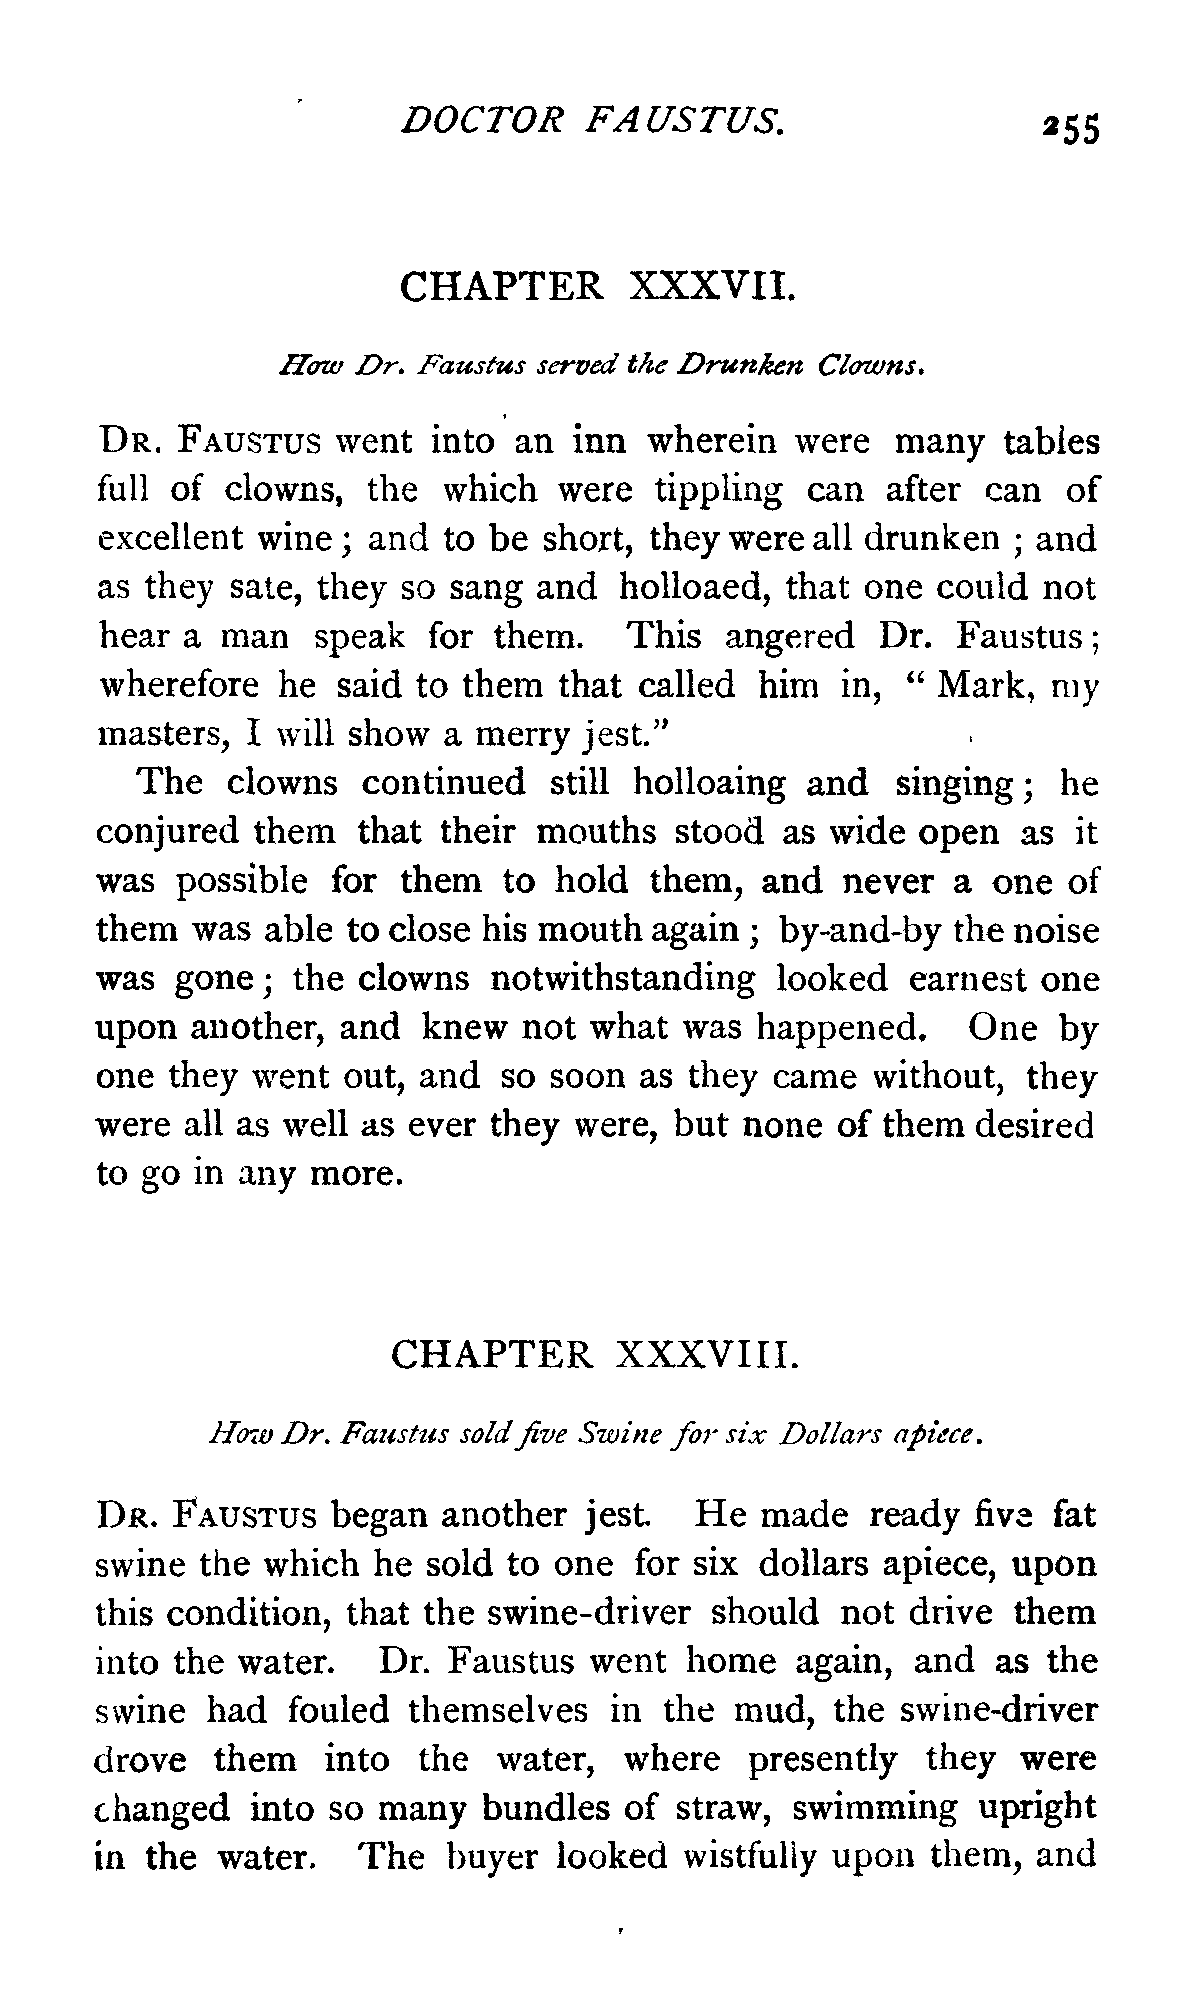 DOCTOR FAUSTUS. 255
CHAPTER XXXVII.
How Dr. Faustus served the Drunken Clowns.
DR. FAUSTUS went into an inn wherein were many tables
full of clowns, the which were tippling can after can of
excellent wine; and to be short, they were all drunken; and
as they sate, they so sang and holloaed, that one could not
hear a man speak for them. This angered Dr. Faustus;
wherefore he said to them that called him in, “Mark, my
masters, I will show a merry jest.”
The clowns continued still holloaing and singing; he
conjured them that their mouths stood as wide open as it
was possible for them to hold them, and never a one of
them was able to close his mouth again; by-and-by the noise
was gone; the clowns notwithstanding looked earnest one
upon another, and knew not what was happened. One by
one they went out, and so soon as they came without, they
were all as well as ever they were, but none of them desired
to go in any more.
CHAPTER XXXVIII.
How Dr. Faustus sold five Swine for six Dollars apiece.
DR. FAUSTUS began another jest. He made ready five fat
swine the which he sold to one for six dollars apiece, upon
this condition, that the swine-driver should not drive them
into the water. Dr. Faustus went home again, and as the
swine had fouled themselves in the mud, the swine-driver
drove them into the water, where presently they were
changed into so many bundles of straw, swimming upright
in the water. The buyer looked wistfully upon them, and